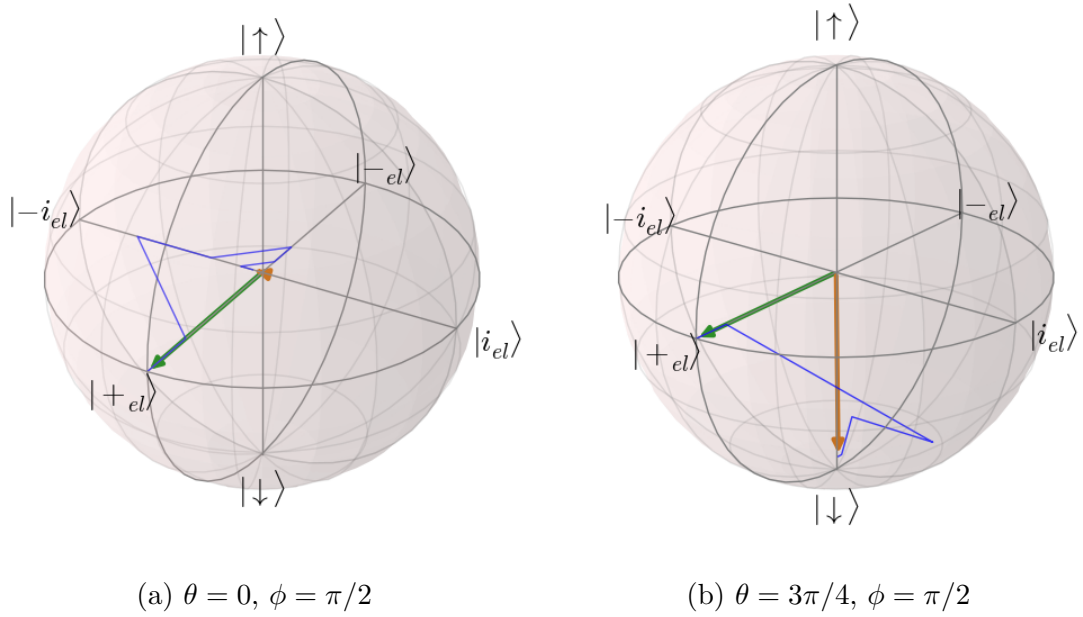 |↑⟩
|↑⟩
|−_{el}⟩
|−i_{el}⟩
|−_{el}⟩
|−i_{el}⟩
|i_{el}⟩
|i_{el}⟩
|+_{el}⟩
|+_{el}⟩
|↓⟩
|↓⟩
(a) θ = 0, ϕ = π/2
(b) θ = 3π/4, ϕ = π/2